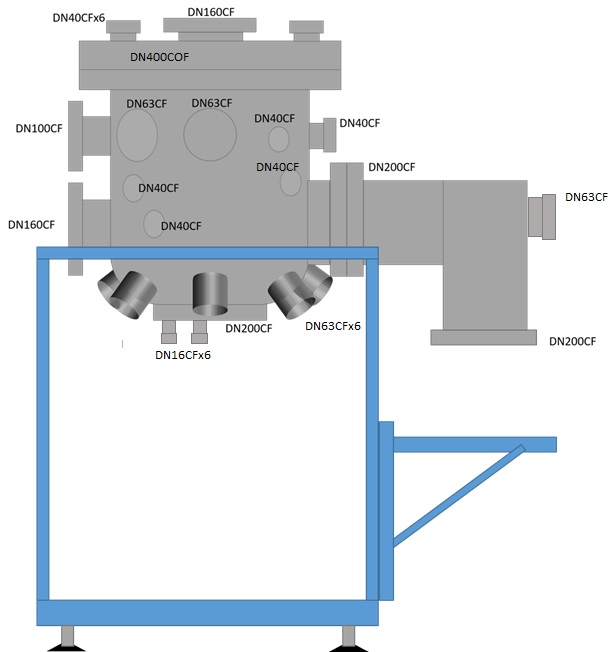 DN40CFx6
DN160CF
DN400COF
DN63CF
DN63CF
DN100CF
DN40CF
DN40CF
DN40CF
DN200CF
DN40CF
DN63CF
DN160CF
DN40CF
DN200CF
DN63CFx6
DN200CF
DN16CFx6